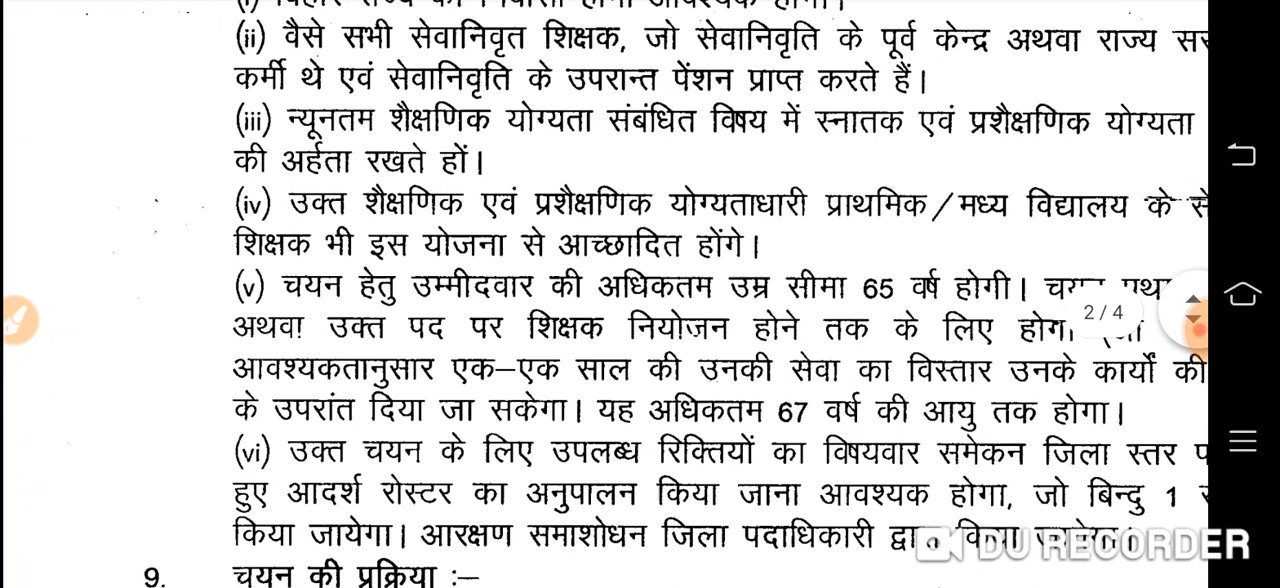 (ii) वैसे सभी सेवानिवृत शिक्षक, जो सेवानिवृति के पूर्व केन्द्र अथवा राज्य
कर्मी थे एवं सेवानिवृति के उपरान्त पेंशन प्राप्त करते हैं।
(iii) न्यूनतम शैक्षणिक योग्यता संबंधित विषय में स्नातक एवं प्रशैक्षणिक योग्यता
की अर्हता रखते हों।
(iv) उक्त शैक्षणिक एवं प्रशैक्षणिक योग्यताधारी प्राथमिक/मध्य विद्यालय के
शिक्षक भी इस योजना से आच्छादित होंगे।
(v) चयन हेतु उम्मीदवार की अधिकतम उम्र सीमा 65 वर्ष होगी।
2/4
अथवा उक्त पद पर शिक्षक नियोजन होने तक के लिए
आवश्यकतानुसार एक–एक साल की उनकी सेवा का विस्तार उनके कार्यों की
के उपरांत दिया जा सकेगा। यह अधिकतम 67 वर्ष की आयु तक होगा।
(vi) उक्त चयन के लिए उपलब्ध रिक्तियों का विषयवार समेकन जिला स्तर
हुए आदर्श रोस्टर का अनुपालन किया जाना आवश्यक होगा, जो बिन्दु 1
किया जायेगा। आरक्षण समाशोधन जिला पदाधिकारी
DU RECORDER
9. चयन की प्रक्रिया :–